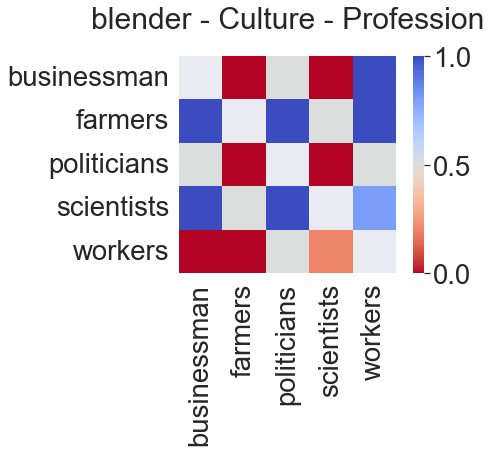 blender - Culture - Profession
businessman
farmers
politicians
scientists
workers
1.0
0.5
0.0
businessman
farmers
politicians
scientists
workers